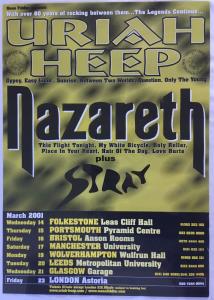 With over 60 years of rocking between them...The Legends Continue...
URIAH
HEEP
Gypsy, Easy Livin', Sunrise, Between Two Worlds, Question, Only The Young
Nazareth
This Flight Tonight, My White Bicycle, Holy Roller,
Place In Your Heart, Hair Of The Dog, Love Hurts
plus
STRAY
March 2001
Wednesday 14 FOLKESTONE Leas Cliff Hall
Thursday 15 PORTSMOUTH Pyramid Centre
Friday 16 BRISTOL Anson Rooms
Saturday 17 MANCHESTER University
Monday 19 WOLVERHAMPTON Wulfrun Hall
Tuesday 20 LEEDS Metropolitan University
Wednesday 21 GLASGOW Garage
Friday 23 LONDON Astoria